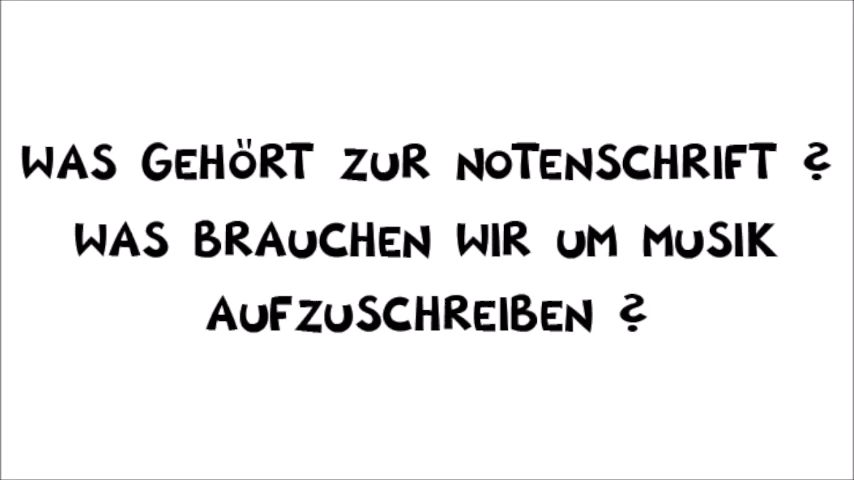 WAS GEHÖRT ZUR NOTENSCHRIFT ?
WAS BRAUCHEN WIR UM MUSIK
AUFZUSCHREIBEN ?